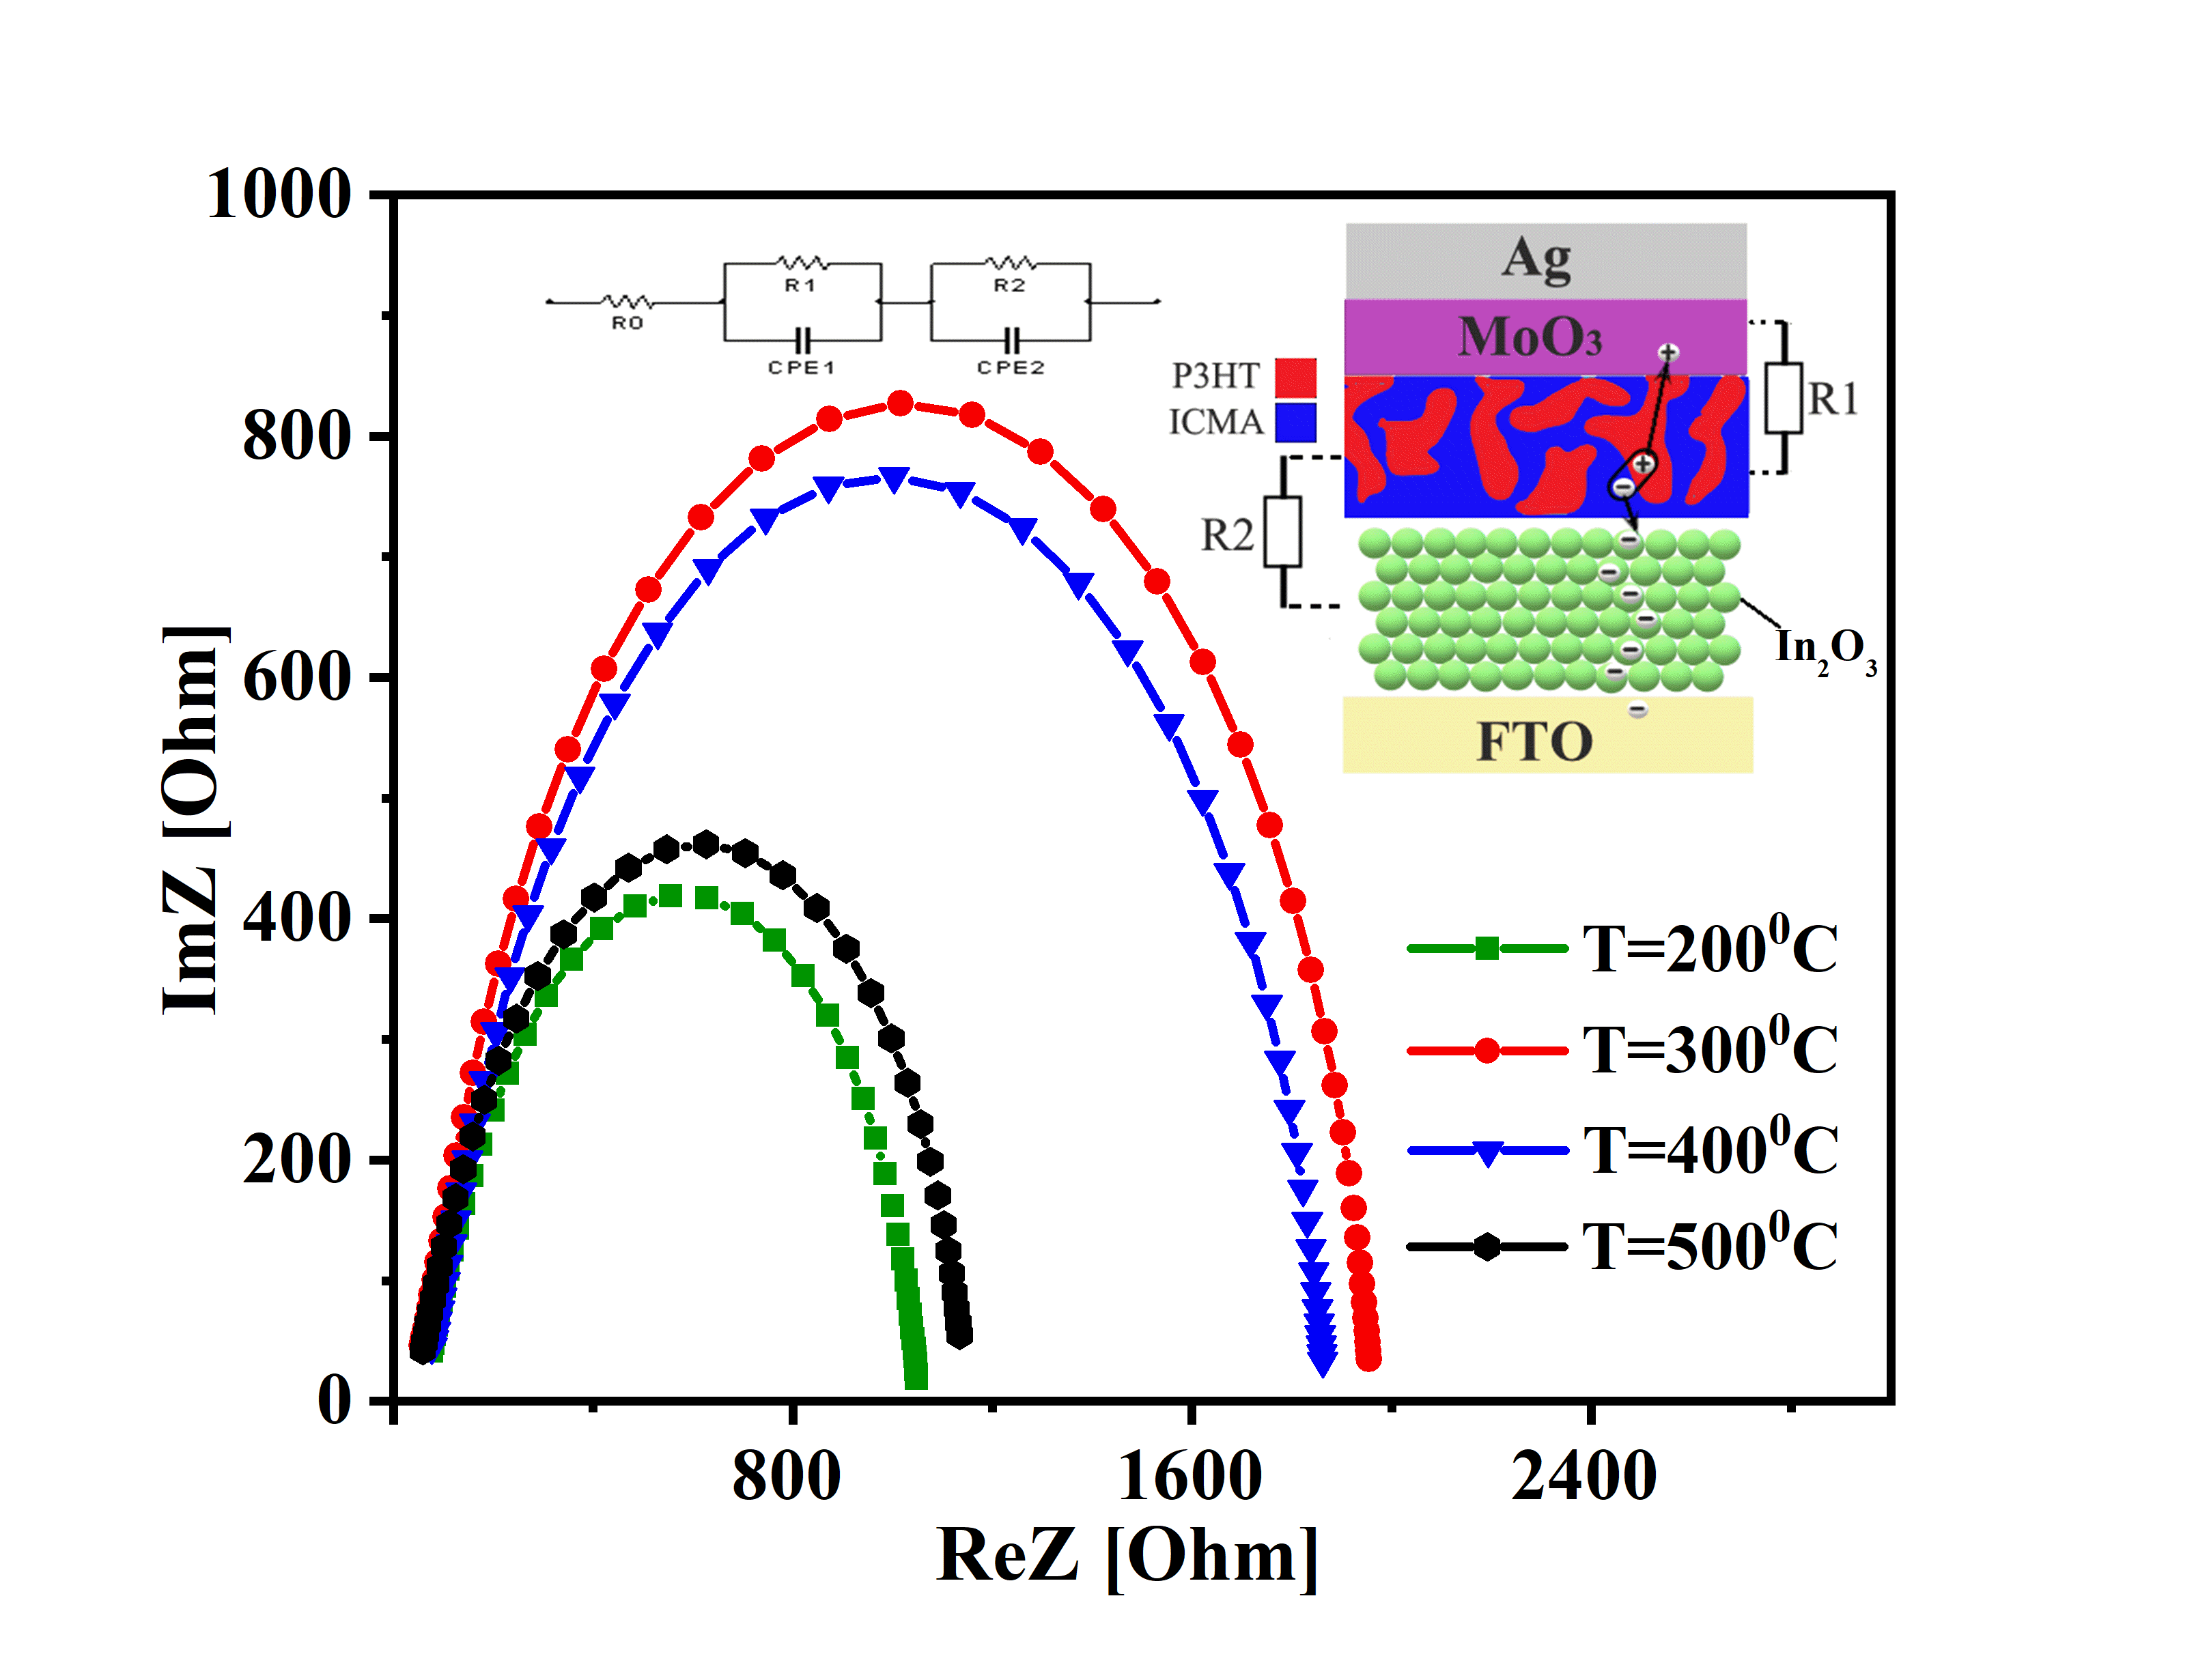 1000
800
600
400
200
0
ImZ [Ohm]
800
1600
2400
ReZ [Ohm]
R0
R1
CPE1
R2
CPE2
Ag
MoO₃
P3HT
ICMA
R1
R2
In₂O₃
FTO
T=200⁰C
T=300⁰C
T=400⁰C
T=500⁰C